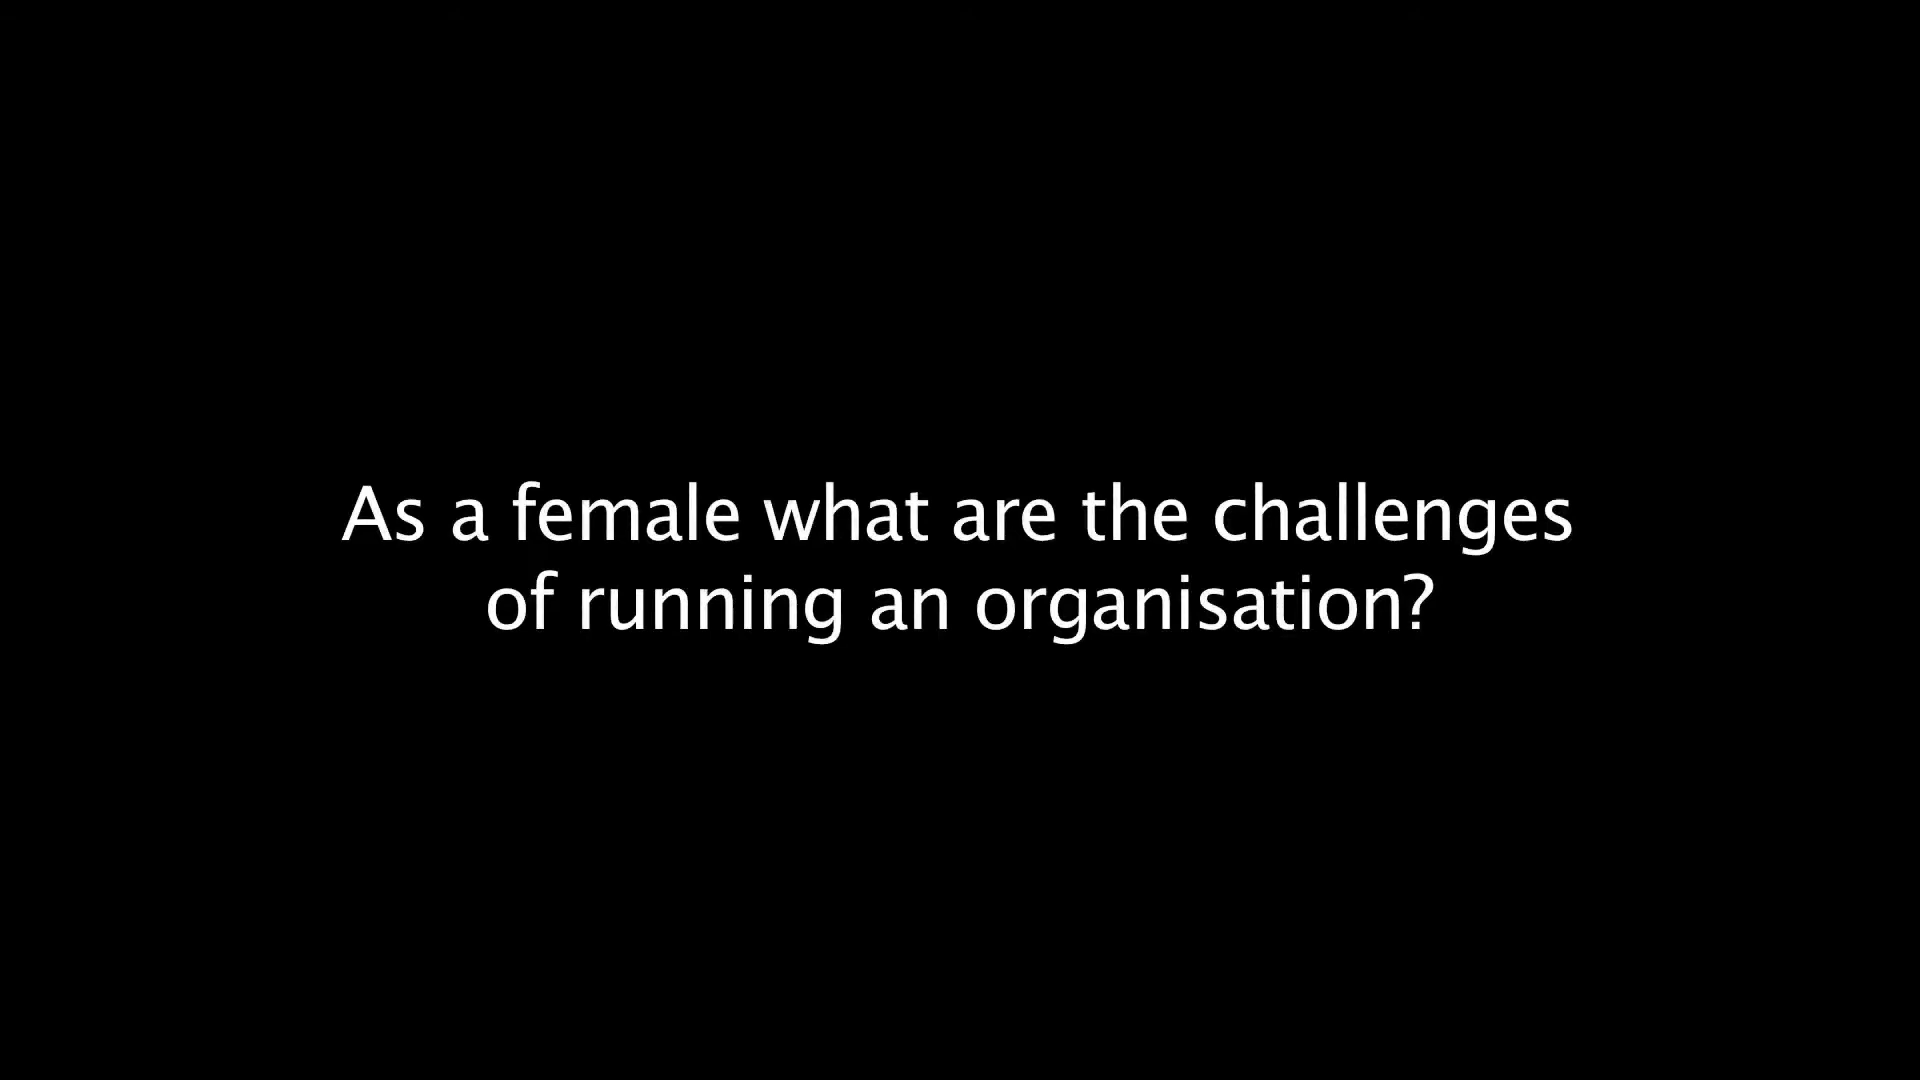 As a female what are the challenges
of running an organisation?